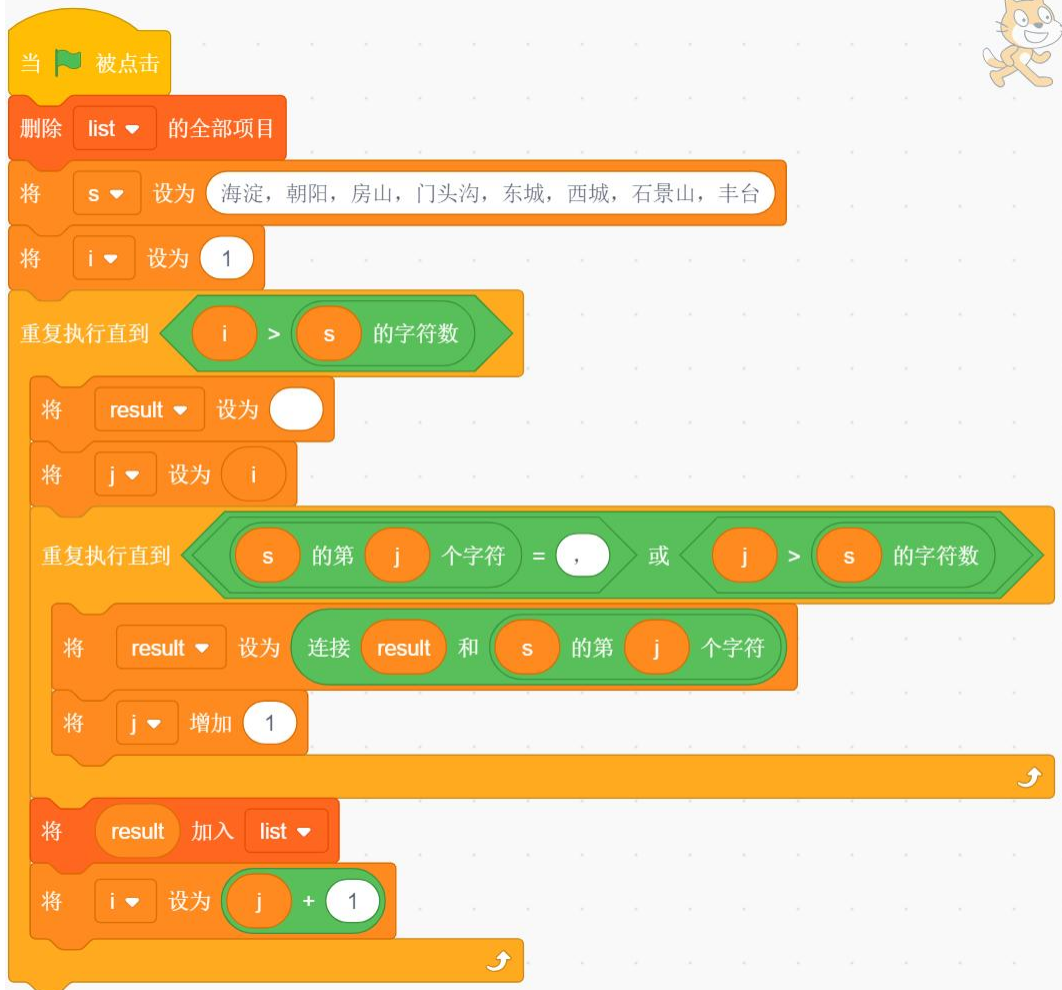 当 被点击
删除 list 的全部项目
将 s 设为 海淀，朝阳，房山，门头沟，东城，西城，石景山，丰台
将 i 设为 1
重复执行直到 i > s 的字符数
将 result 设为
将 j 设为 i
重复执行直到 s 的第 j 个字符 = ， 或 j > s 的字符数
将 result 设为 连接 result 和 s 的第 j 个字符
将 j 增加 1
将 result 加入 list
将 i 设为 j + 1